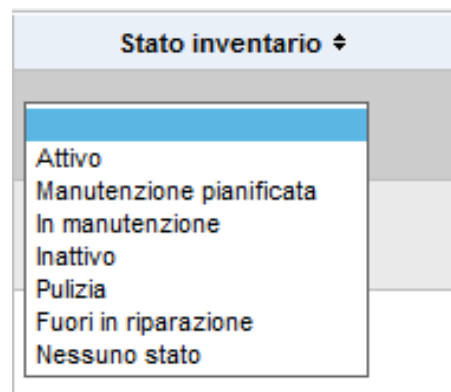 Stato inventario
Attivo
Manutenzione pianificata
In manutenzione
Inattivo
Pulizia
Fuori in riparazione
Nessuno stato